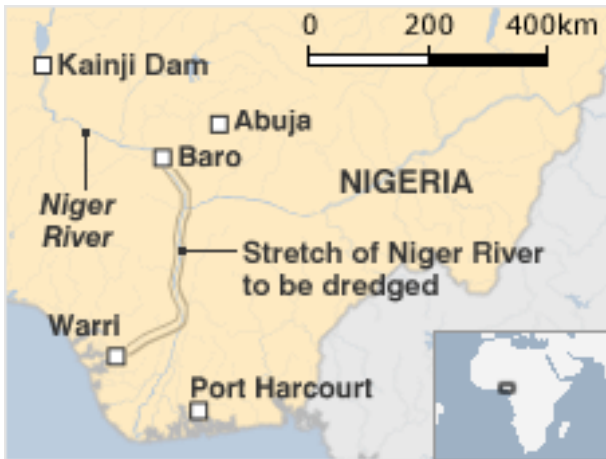 0 200 400km
Kainji Dam
Abuja
Baro
NIGERIA
Niger
River
Stretch of Niger River
to be dredged
Warri
Port Harcourt